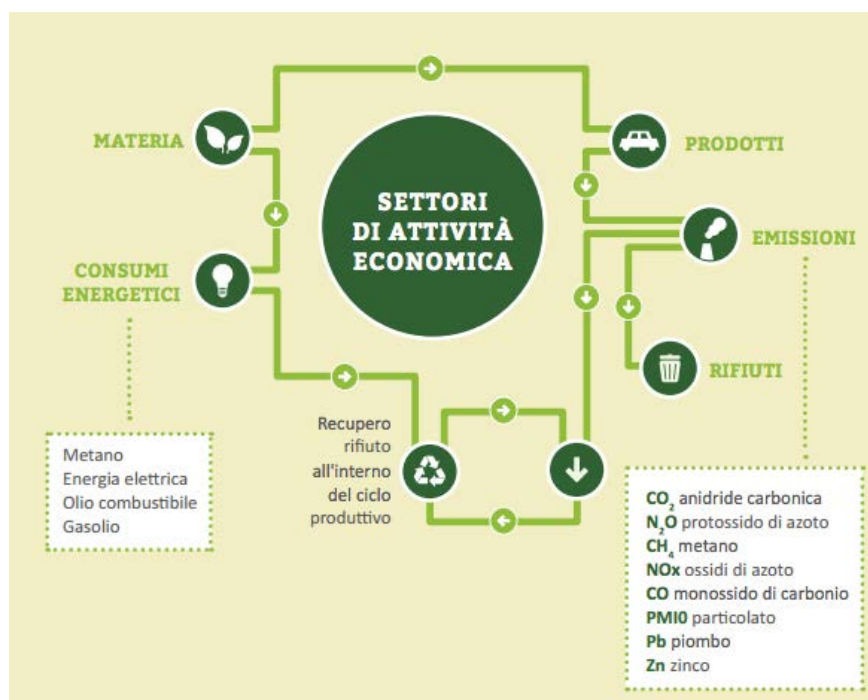 MATERIA
PRODOTTI
SETTORI
DI ATTIVITÀ
ECONOMICA
EMISSIONI
CONSUMI
ENERGETICI
RIFIUTI
Recupero
rifiuto
all'interno
del ciclo
produttivo
Metano
Energia elettrica
Olio combustibile
Gasolio
CO₂ anidride carbonica
N₂O protossido di azoto
CH₄ metano
NOx ossidi di azoto
CO monossido di carbonio
PMI0 particolato
Pb piombo
Zn zinco